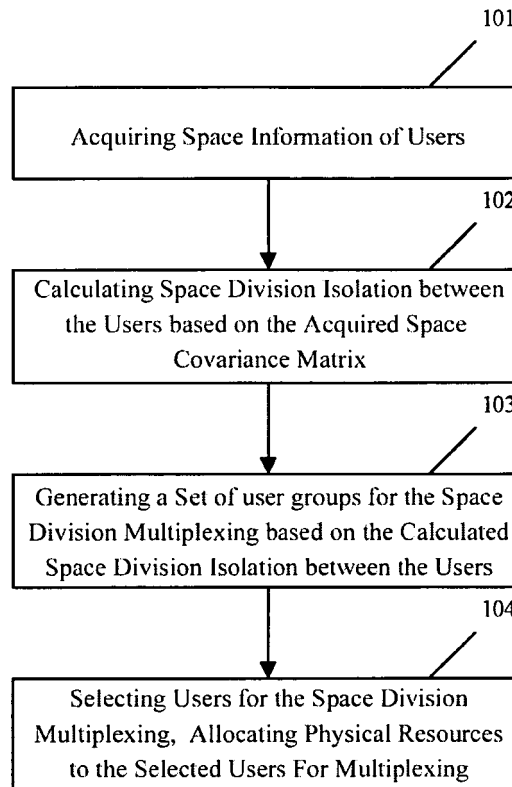 101
Acquiring Space Information of Users
102
Calculating Space Division Isolation between
the Users based on the Acquired Space
Covariance Matrix
103
Generating a Set of user groups for the Space
Division Multiplexing based on the Calculated
Space Division Isolation between the Users
104
Selecting Users for the Space Division
Multiplexing, Allocating Physical Resources
to the Selected Users For Multiplexing